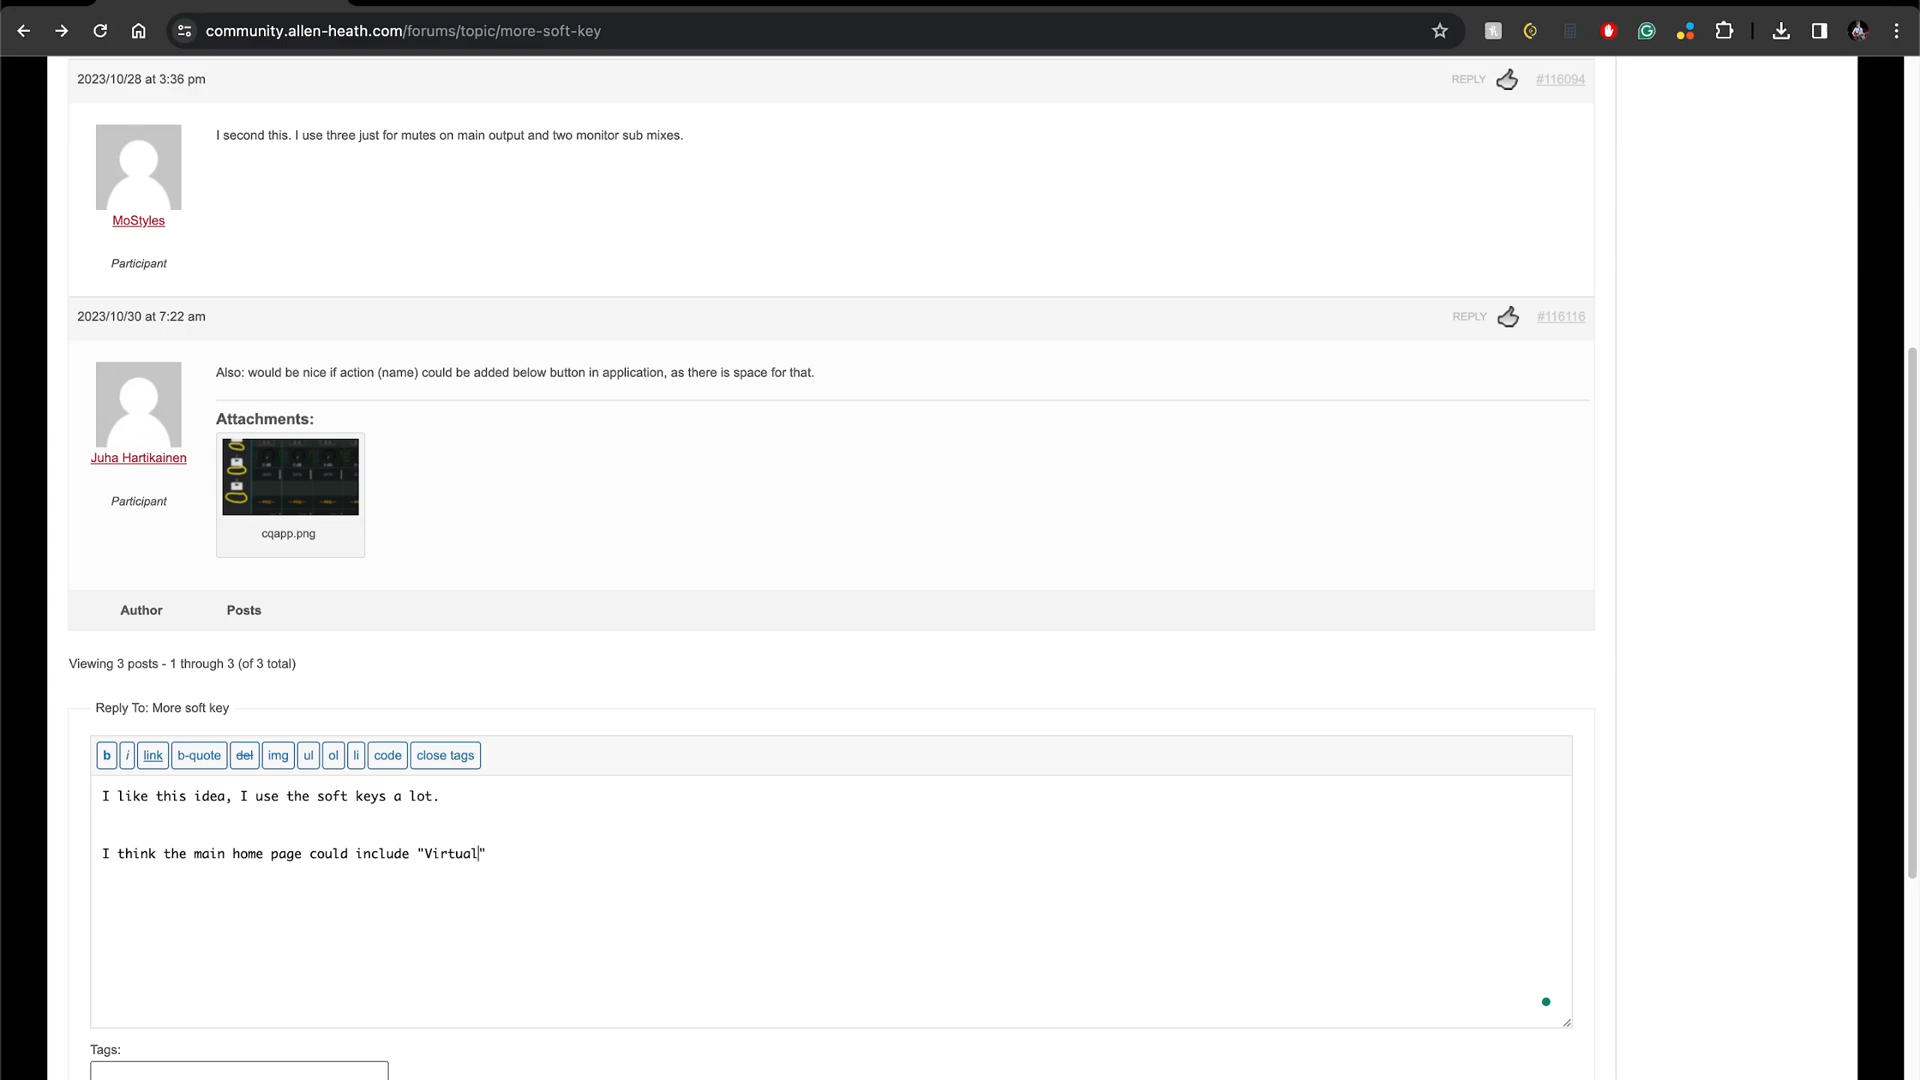 community.allen-heath.com/forums/topic/more-soft-key
2023/10/28 at 3:36 pm
REPLY
#116094
I second this. I use three just for mutes on main output and two monitor sub mixes.
MoStyles
Participant
2023/10/30 at 7:22 am
REPLY
#116116
Also: would be nice if action (name) could be added below button in application, as there is space for that.
Attachments:
Juha Hartikainen
Participant
cqapp.png
Author Posts
Viewing 3 posts - 1 through 3 (of 3 total)
Reply To: More soft key
b i link b-quote del img ul ol li code close tags
I like this idea, I use the soft keys a lot.
I think the main home page could include "Virtual"
Tags: